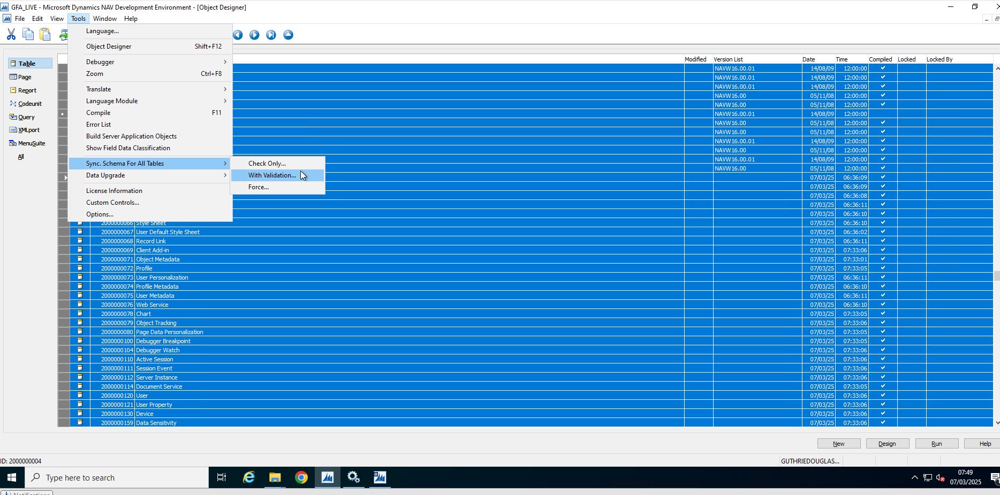 GFA_LIVE - Microsoft Dynamics NAV Development Environment - [Object Designer]
File Edit View Tools Window Help
Language...
Object Designer Shift+F12
Debugger
Zoom Ctrl+F8
Translate
Language Module
Compile F11
Error List
Build Server Application Objects
Show Field Data Classification
Sync. Schema For All Tables
Data Upgrade
License Information
Custom Controls...
Options...
Check Only...
With Validation...
Force...
Table
Page
Report
Codeunit
Query
XMLport
MenuSuite
All
Modified Version List Date Time Compiled Locked Locked By
NAVW16.00.01 14/08/09 12:00:00
NAVW16.00.01 14/08/09 12:00:00
NAVW16.00.01 14/08/09 12:00:00
NAVW16.00 05/11/08 12:00:00
NAVW16.00 05/11/08 12:00:00
NAVW16.00.01 14/08/09 12:00:00
NAVW16.00 05/11/08 12:00:00
NAVW16.00 05/11/08 12:00:00
NAVW16.00.01 14/08/09 12:00:00
NAVW16.00 05/11/08 12:00:00
NAVW16.00.01 14/08/09 12:00:00
NAVW16.00 05/11/08 12:00:00
07/03/25 06:36:09
07/03/25 06:36:09
07/03/25 06:36:08
07/03/25 06:36:11
07/03/25 06:36:10
2000000066 Style Sheet 07/03/25 06:36:10
2000000067 User Default Style Sheet 07/03/25 06:36:02
2000000068 Record Link 07/03/25 06:36:11
2000000069 Client Add-in 07/03/25 07:33:06
2000000071 Object Metadata 07/03/25 07:33:01
2000000072 Profile 07/03/25 07:33:05
2000000073 User Personalization 07/03/25 06:36:11
2000000074 Profile Metadata 07/03/25 06:36:10
2000000075 User Metadata 07/03/25 06:36:11
2000000076 Web Service 07/03/25 06:36:10
2000000078 Chart 07/03/25 07:33:05
2000000079 Object Tracking 07/03/25 07:33:06
2000000080 Page Data Personalization 07/03/25 07:33:05
2000000100 Debugger Breakpoint 07/03/25 07:33:06
2000000104 Debugger Watch 07/03/25 07:33:06
2000000110 Active Session 07/03/25 07:33:06
2000000111 Session Event 07/03/25 07:33:06
2000000112 Server Instance 07/03/25 07:33:06
2000000114 Document Service 07/03/25 07:33:05
2000000120 User 07/03/25 07:33:06
2000000121 User Property 07/03/25 07:33:06
2000000130 Device 07/03/25 07:33:06
2000000159 Data Sensitivity 07/03/25 07:33:06
New Design Run Help
ID: 2000000004 GUTHRIEDOUGLAS...
Type here to search
07:49
07/03/2025
Notifications